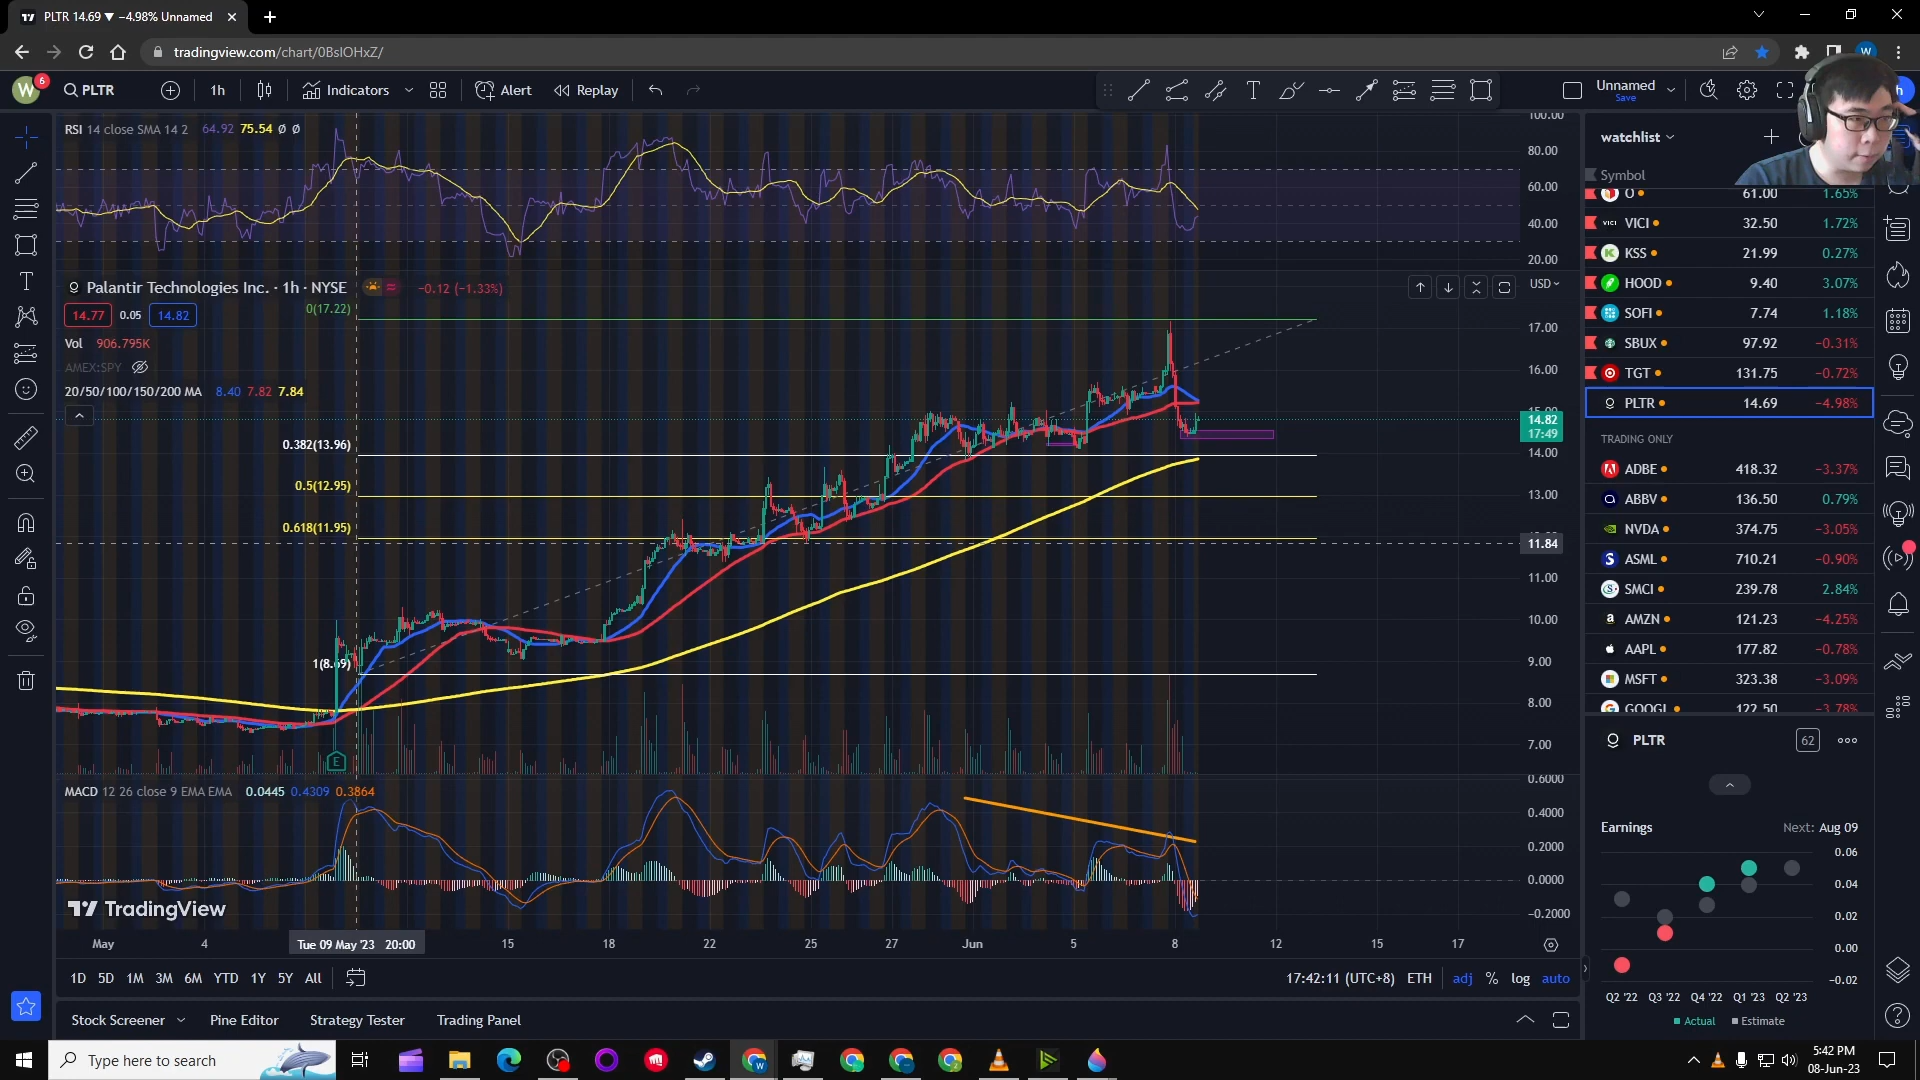 PLTR 14.69 ▼ −4.98% Unnamed
tradingview.com/chart/0BslOHxZ/
W
W 6
PLTR
1h
Indicators
Alert
Replay
Unnamed
Save
RSI 14 close SMA 14 2 64.92 75.54 Ø Ø
100.00
80.00
60.00
40.00
20.00
Palantir Technologies Inc. · 1h · NYSE −0.12 (−1.33%)
USD
14.77 0.05 14.82
Vol 906.795K
AMEX:SPY
20/50/100/150/200 MA 8.40 7.82 7.84
0(17.22)
0.382(13.96)
0.5(12.95)
0.618(11.95)
1(8.69)
17.00
16.00
15.00
14.82
17:49
14.00
13.00
11.84
11.00
10.00
9.00
8.00
7.00
E
MACD 12 26 close 9 EMA EMA 0.0445 0.4309 0.3864
0.6000
0.4000
0.2000
0.0000
−0.2000
TradingView
May 4 Tue 09 May '23 20:00 15 18 22 25 27 Jun 5 8 12 15 17
1D 5D 1M 3M 6M YTD 1Y 5Y All
17:42:11 (UTC+8) ETH adj % log auto
Stock Screener Pine Editor Strategy Tester Trading Panel
watchlist
Symbol
O 61.00 1.65%
VICI 32.50 1.72%
KSS 21.99 0.27%
HOOD 9.40 3.07%
SOFI 7.74 1.18%
SBUX 97.92 −0.31%
TGT 131.75 −0.72%
PLTR 14.69 −4.98%
TRADING ONLY
ADBE 418.32 −3.37%
ABBV 136.50 0.79%
NVDA 374.75 −3.05%
ASML 710.21 −0.90%
SMCI 239.78 2.84%
AMZN 121.23 −4.25%
AAPL 177.82 −0.78%
MSFT 323.38 −3.09%
GOOGL 122.50 −3.78%
PLTR 62
Earnings Next: Aug 09
0.06
0.04
0.02
0.00
−0.02
Q2 '22 Q3 '22 Q4 '22 Q1 '23 Q2 '23
Actual Estimate
Type here to search
5:42 PM
08-Jun-23